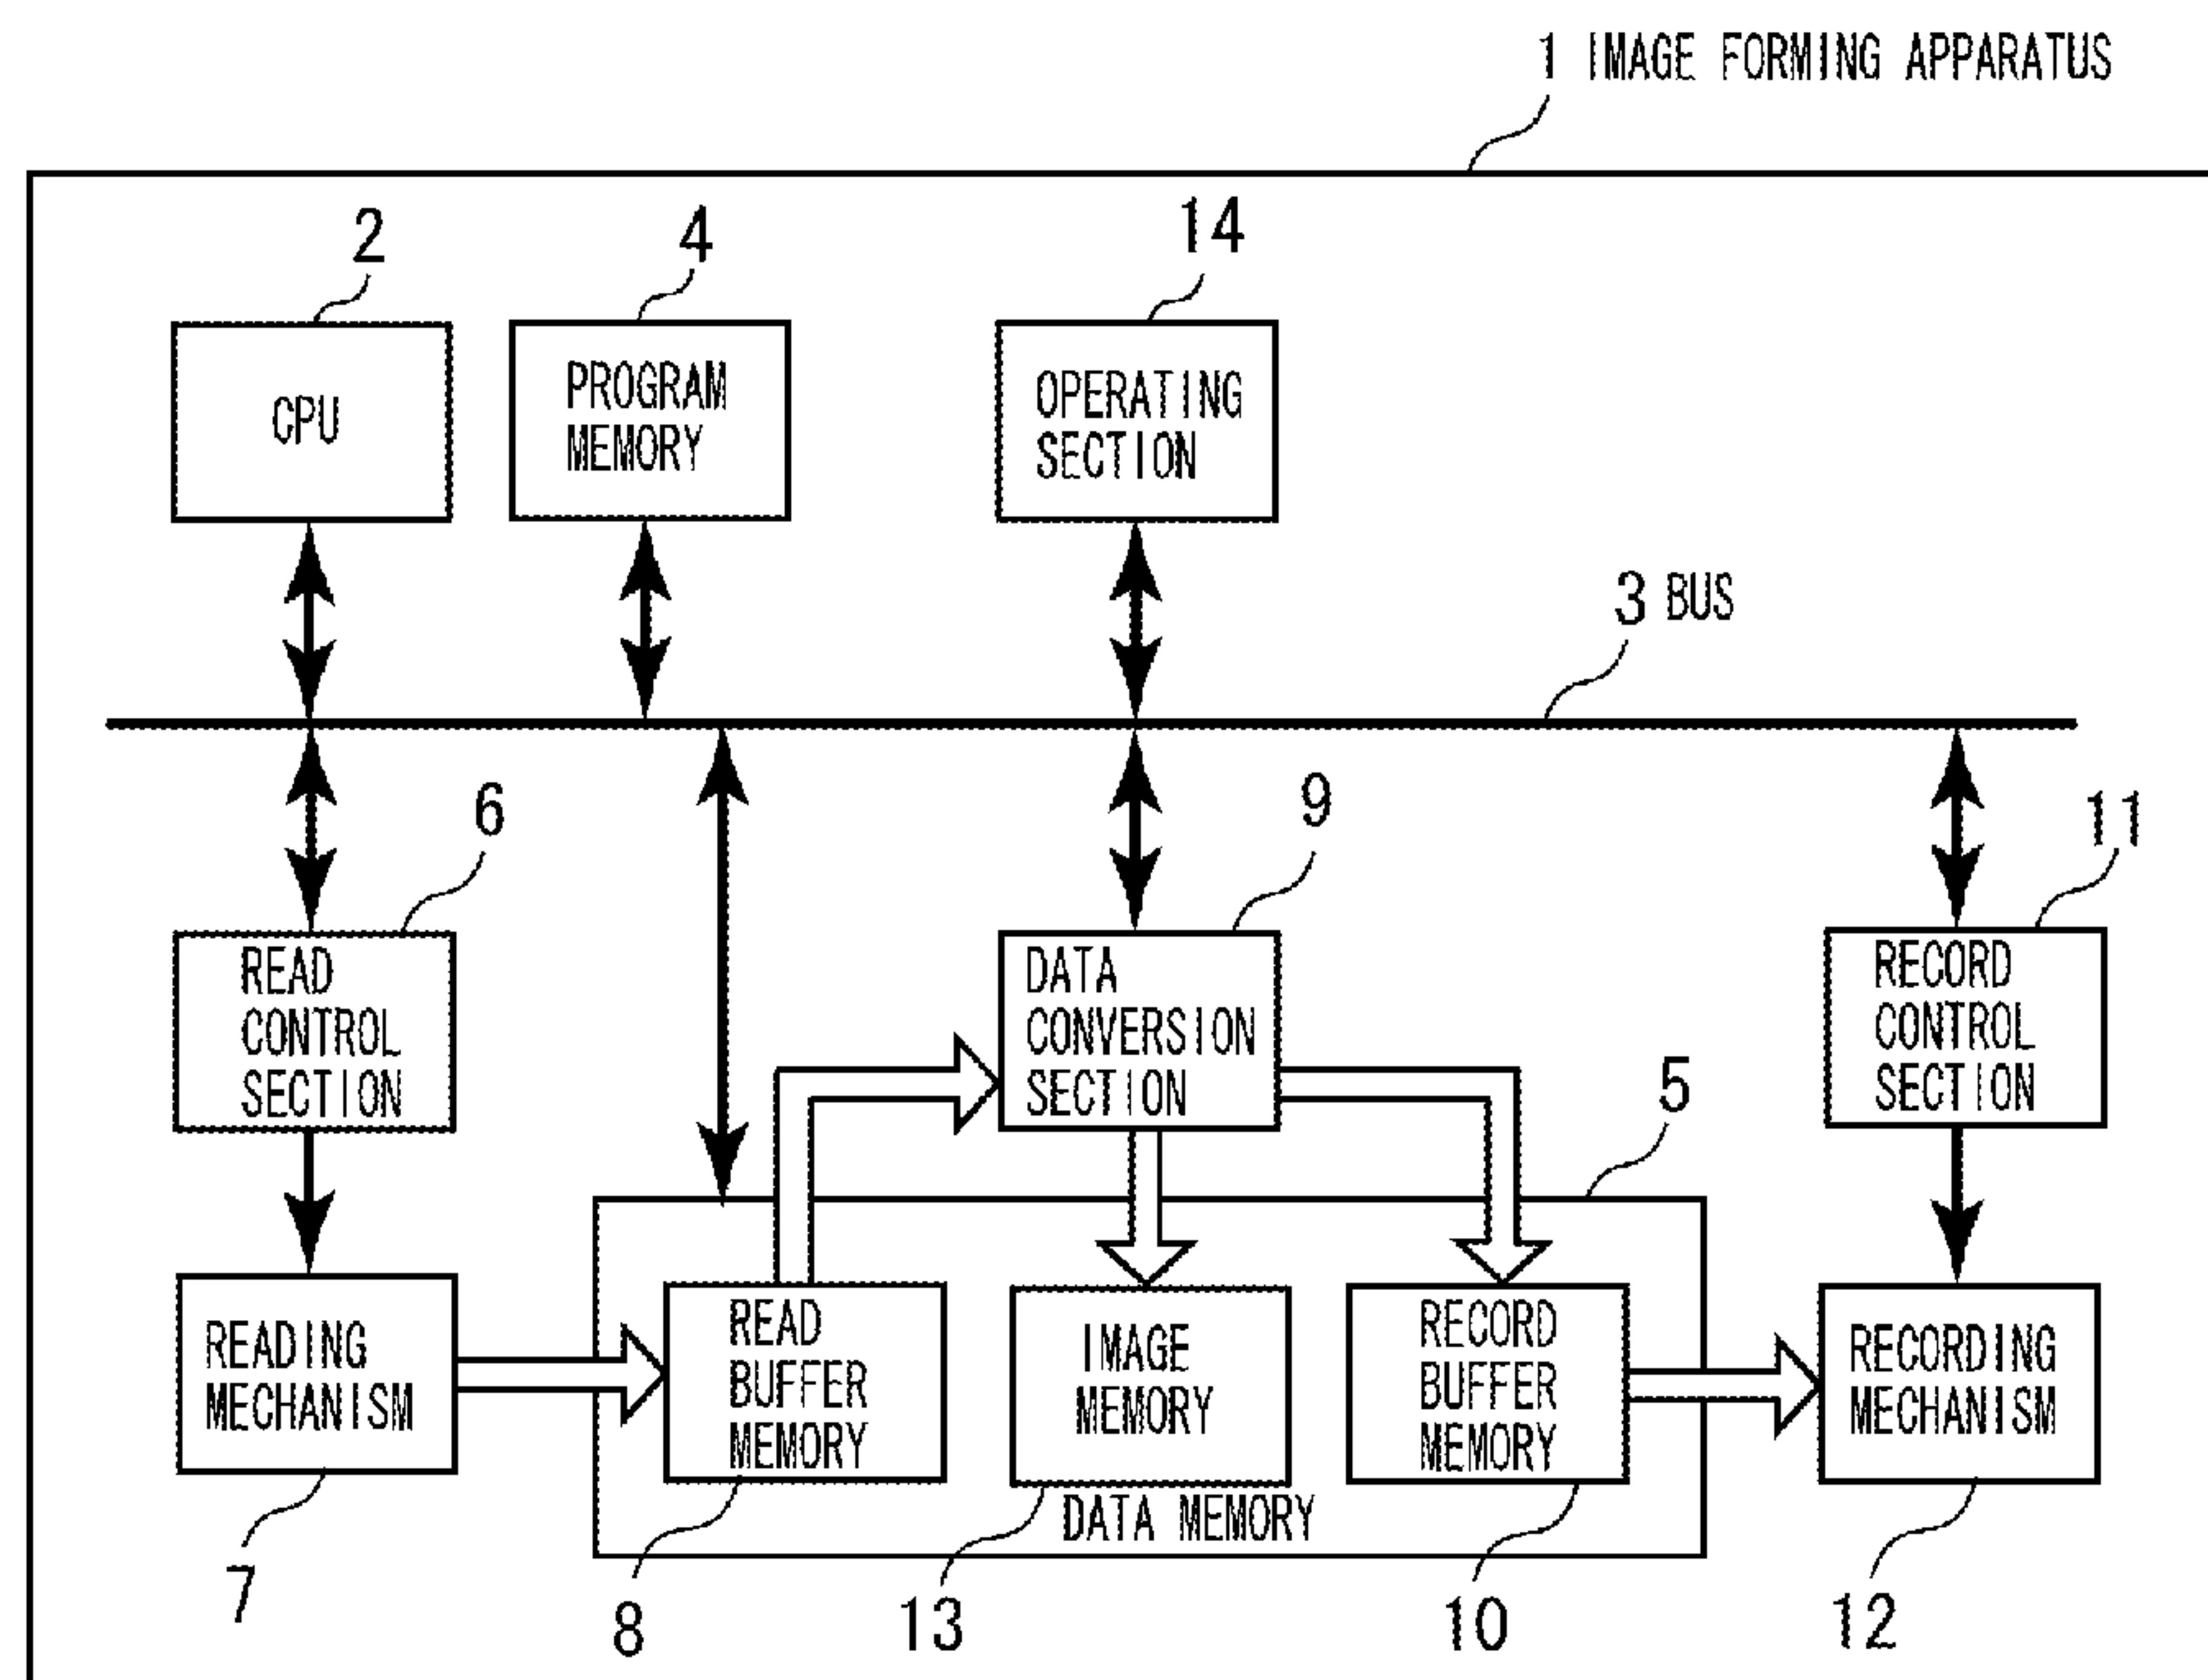 1 IMAGE FORMING APPARATUS
2
4
14
CPU
PROGRAM
MEMORY
OPERATING
SECTION
3 BUS
6
9
11
READ
CONTROL
SECTION
DATA
CONVERSION
SECTION
RECORD
CONTROL
SECTION
5
READING
MECHANISM
READ
BUFFER
MEMORY
IMAGE
MEMORY
RECORD
BUFFER
MEMORY
RECORDING
MECHANISM
DATA MEMORY
7
8
13
10
12